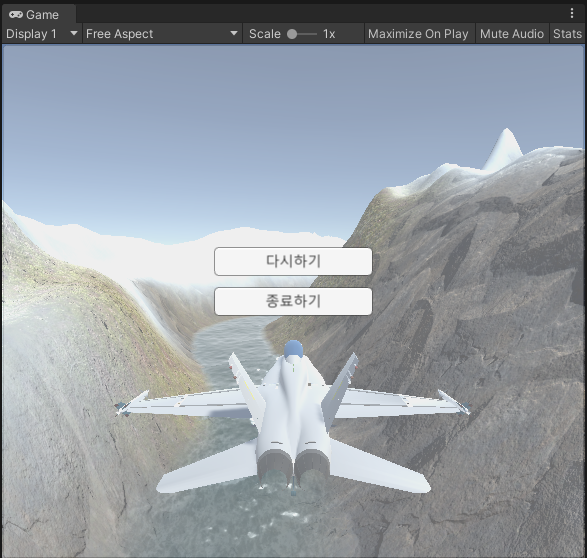 Game
Display 1 Free Aspect Scale 1x Maximize On Play Mute Audio Stats
다시하기
종료하기